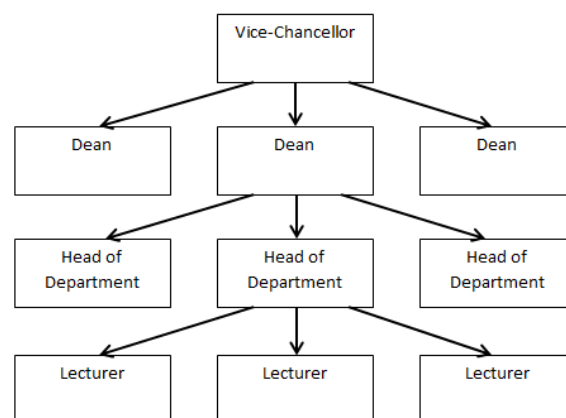 Vice-Chancellor
Dean
Dean
Dean
Head of
Department
Head of
Department
Head of
Department
Lecturer
Lecturer
Lecturer